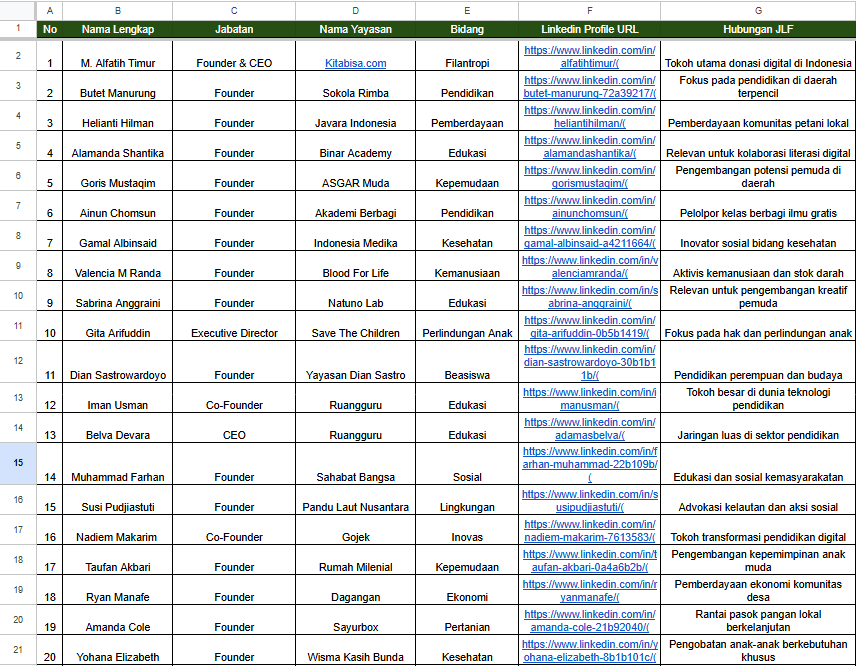 A B C D E F G
1 No Nama Lengkap Jabatan Nama Yayasan Bidang Linkedin Profile URL Hubungan JLF
2 1 M. Alfatih Timur Founder & CEO Kitabisa.com Filantropi https://www.linkedin.com/in/
alfatihtimur/( Tokoh utama donasi digital di Indonesia
3 2 Butet Manurung Founder Sokola Rimba Pendidikan https://www.linkedin.com/in/
butet-manurung-72a39217/( Fokus pada pendidikan di daerah
terpencil
4 3 Helianti Hilman Founder Javara Indonesia Pemberdayaan https://www.linkedin.com/in/
heliantihilman/( Pemberdayaan komunitas petani lokal
5 4 Alamanda Shantika Founder Binar Academy Edukasi https://www.linkedin.com/in/
alamandashantika/( Relevan untuk kolaborasi literasi digital
6 5 Goris Mustaqim Founder ASGAR Muda Kepemudaan https://www.linkedin.com/in/
gorismustaqim/( Pengembangan potensi pemuda di
daerah
7 6 Ainun Chomsun Founder Akademi Berbagi Pendidikan https://www.linkedin.com/in/
ainunchomsun/( Pelolpor kelas berbagi ilmu gratis
8 7 Gamal Albinsaid Founder Indonesia Medika Kesehatan https://www.linkedin.com/in/
gamal-albinsaid-a4211664/( Inovator sosial bidang kesehatan
9 8 Valencia M Randa Founder Blood For Life Kemanusiaan https://www.linkedin.com/in/v
alenciamranda/( Aktivis kemanusiaan dan stok darah
10 9 Sabrina Anggraini Founder Natuno Lab Edukasi https://www.linkedin.com/in/s
abrina-anggraini/( Relevan untuk pengembangan kreatif
pemuda
11 10 Gita Arifuddin Executive Director Save The Children Perlindungan Anak https://www.linkedin.com/in/
gita-arifuddin-0b5b1419/( Fokus pada hak dan perlindungan anak
12 11 Dian Sastrowardoyo Founder Yayasan Dian Sastro Beasiswa https://www.linkedin.com/in/
dian-sastrowardoyo-30b1b1
1b/( Pendidikan perempuan dan budaya
13 12 Iman Usman Co-Founder Ruangguru Edukasi https://www.linkedin.com/in/i
manusman/( Tokoh besar di dunia teknologi
pendidikan
14 13 Belva Devara CEO Ruangguru Edukasi https://www.linkedin.com/in/
adamasbelva/( Jaringan luas di sektor pendidikan
15 14 Muhammad Farhan Founder Sahabat Bangsa Sosial https://www.linkedin.com/in/f
arhan-muhammad-22b109b/
( Edukasi dan sosial kemasyarakatan
16 15 Susi Pudjiastuti Founder Pandu Laut Nusantara Lingkungan https://www.linkedin.com/in/s
usipudjiastuti/( Advokasi kelautan dan aksi sosial
17 16 Nadiem Makarim Co-Founder Gojek Inovas https://www.linkedin.com/in/
nadiem-makarim-7613583/( Tokoh transformasi pendidikan digital
18 17 Taufan Akbari Founder Rumah Milenial Kepemudaan https://www.linkedin.com/in/t
aufan-akbari-0a4a6b2b/( Pengembangan kepemimpinan anak
muda
19 18 Ryan Manafe Founder Dagangan Ekonomi https://www.linkedin.com/in/r
yanmanafe/( Pemberdayaan ekonomi komunitas
desa
20 19 Amanda Cole Founder Sayurbox Pertanian https://www.linkedin.com/in/
amanda-cole-21b92040/( Rantai pasok pangan lokal
berkelanjutan
21 20 Yohana Elizabeth Founder Wisma Kasih Bunda Kesehatan https://www.linkedin.com/in/y
ohana-elizabeth-8b1b101c/( Pengobatan anak-anak berkebutuhan
khusus